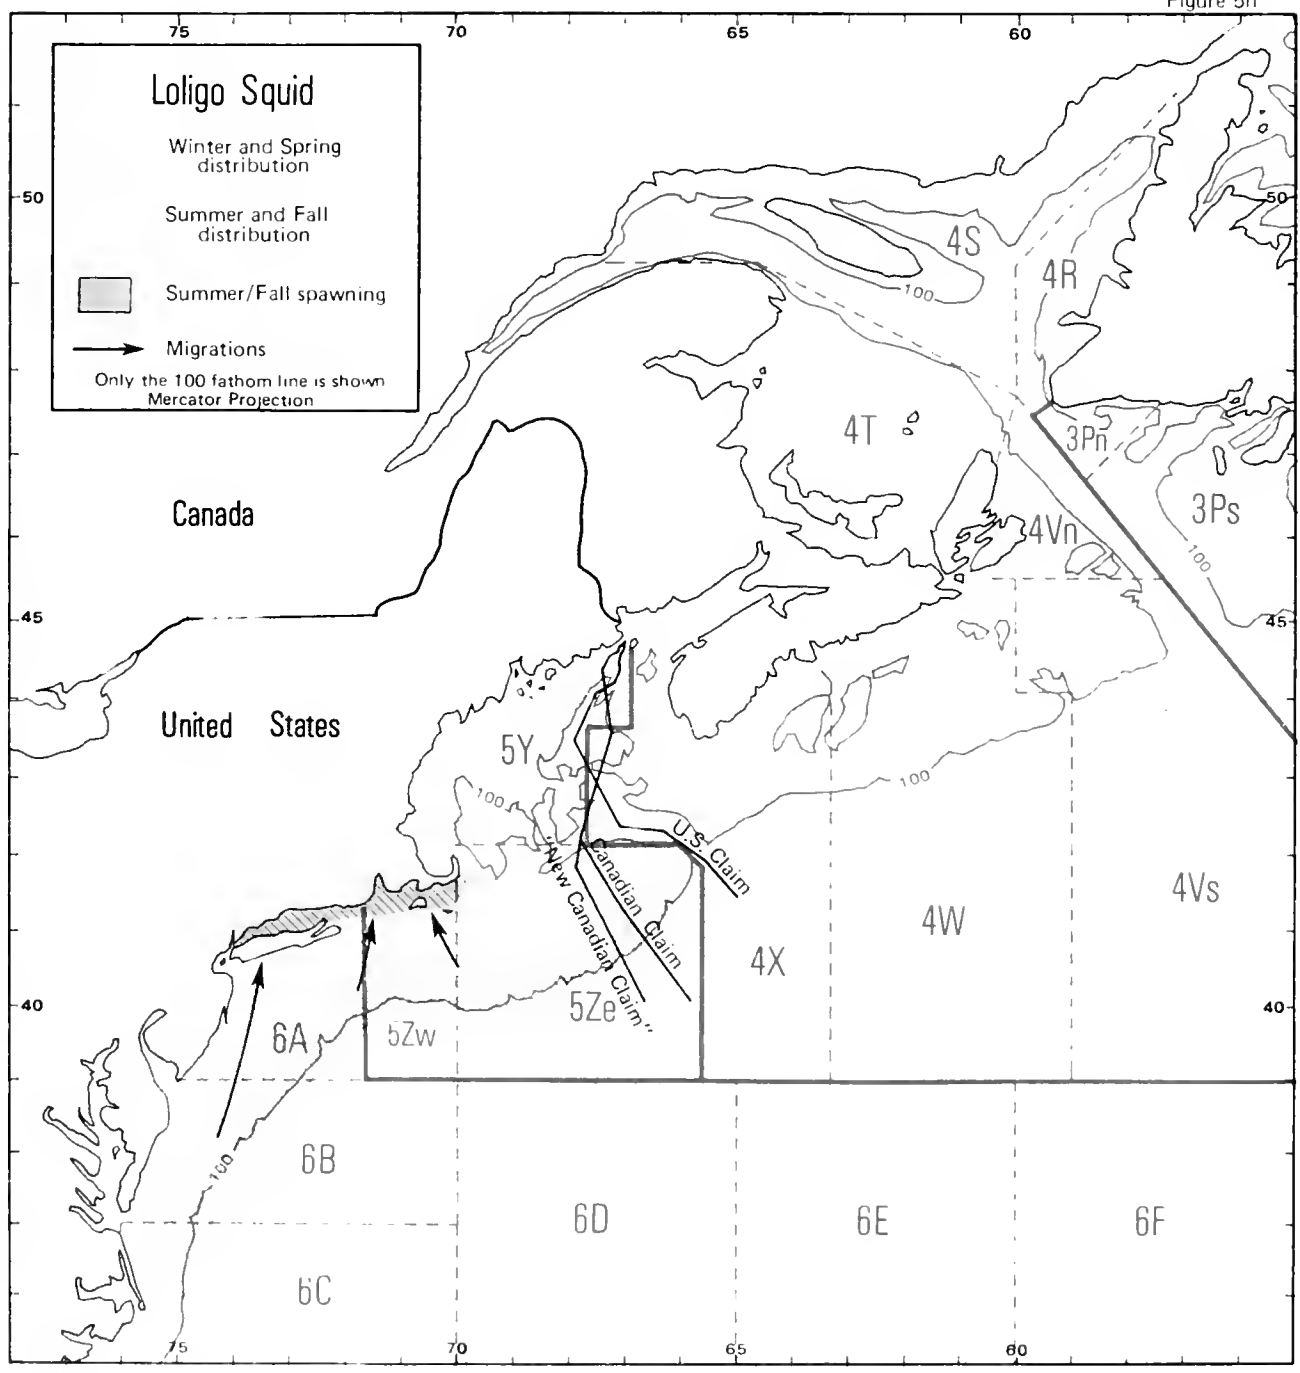 Figure 5h
75
70
65
60
Loligo Squid
Winter and Spring
distribution
Summer and Fall
distribution
Summer/Fall spawning
Migrations
Only the 100 fathom line is shown
Mercator Projection
50
50
4S
4R
100
4T
3Pn
3Ps
Canada
4Vn
100
45
45
United States
5Y
100
100
U.S. Claim
Canadian Claim
"New Canadian Claim"
4Vs
4W
4X
40
40
5Ze
5Zw
6A
100
6B
6D
6E
6F
6C
75
70
65
60